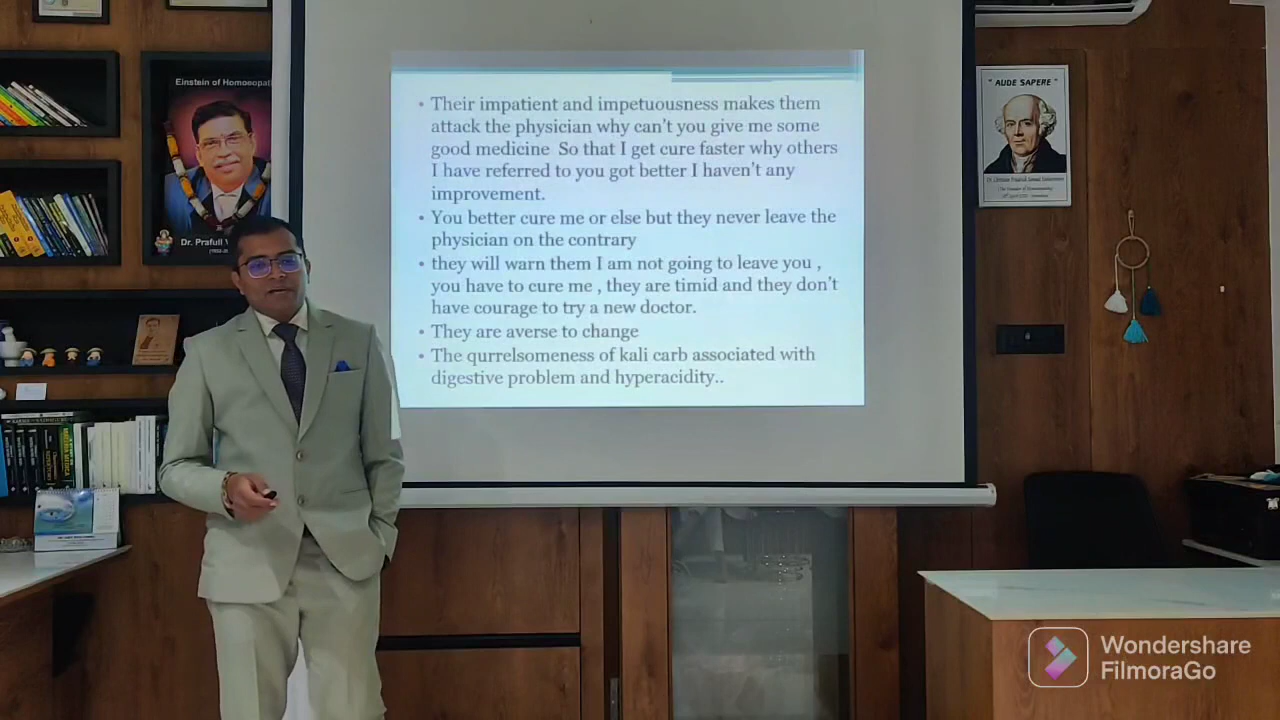 Einstein of Homoeopat
Dr. Prafull V
" AUDE SAPERE "
• Their impatient and impetuousness makes them
attack the physician why can't you give me some
good medicine So that I get cure faster why others
I have referred to you got better I haven't any
improvement.
• You better cure me or else but they never leave the
physician on the contrary
• they will warn them I am not going to leave you ,
you have to cure me , they are timid and they don't
have courage to try a new doctor.
• They are averse to change
• The qurrelsomeness of kali carb associated with
digestive problem and hyperacidity..
Wondershare
FilmoraGo